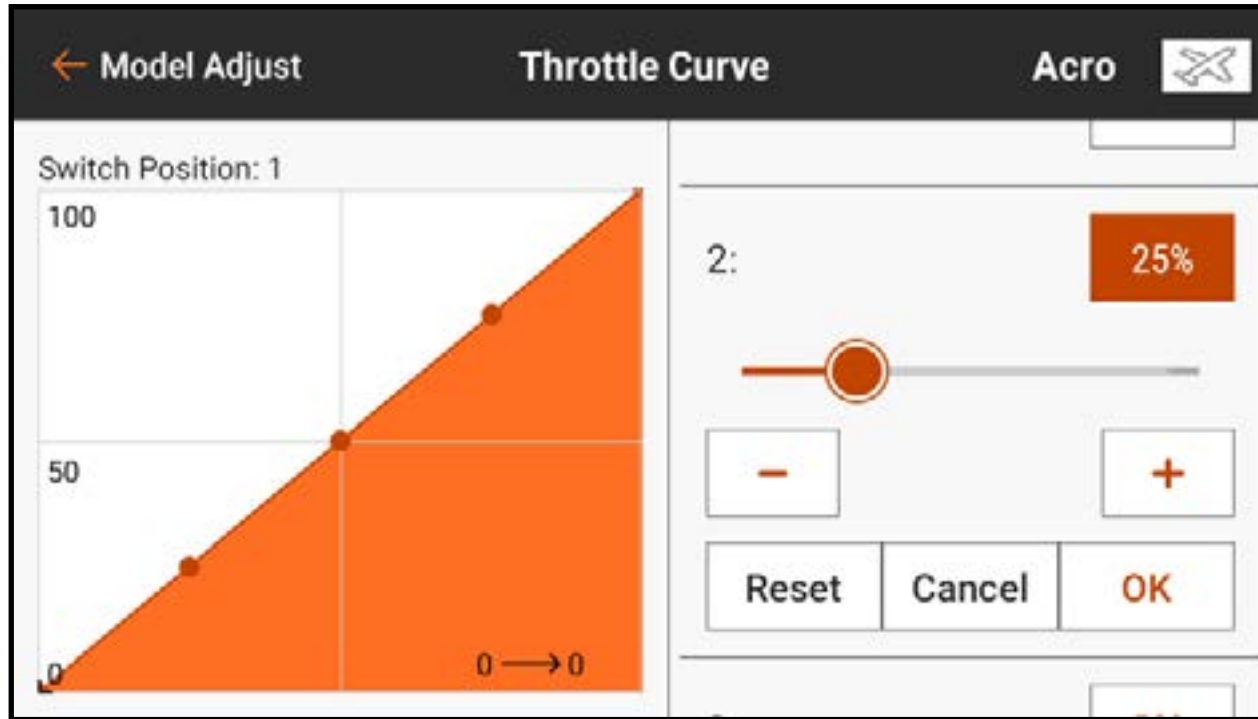 ← Model Adjust
Throttle Curve
Acro
Switch Position: 1
100
50
0
0 → 0
2:
25%
−
+
Reset
Cancel
OK